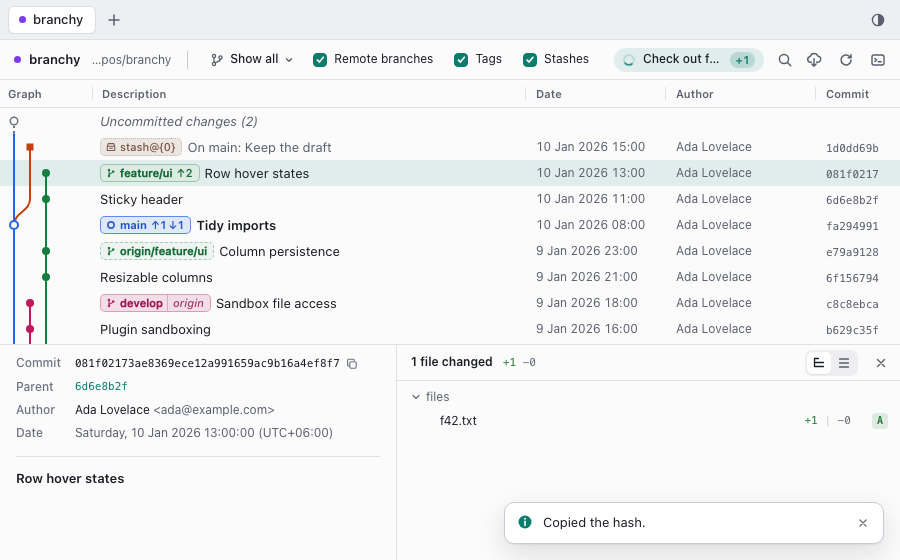 branchy
branchy ...pos/branchy Show all Remote branches Tags Stashes Check out f... +1
Graph Description Date Author Commit
Uncommitted changes (2)
stash@{0} On main: Keep the draft 10 Jan 2026 15:00 Ada Lovelace 1d0dd69b
feature/ui ↑2 Row hover states 10 Jan 2026 13:00 Ada Lovelace 081f0217
Sticky header 10 Jan 2026 11:00 Ada Lovelace 6d6e8b2f
main ↑1↓1 Tidy imports 10 Jan 2026 08:00 Ada Lovelace fa294991
origin/feature/ui Column persistence 9 Jan 2026 23:00 Ada Lovelace e79a9128
Resizable columns 9 Jan 2026 21:00 Ada Lovelace 6f156794
develop origin Sandbox file access 9 Jan 2026 18:00 Ada Lovelace c8c8ebca
Plugin sandboxing 9 Jan 2026 16:00 Ada Lovelace b629c35f
Commit 081f02173ae8369ece12a991659ac9b16a4ef8f7
Parent 6d6e8b2f
Author Ada Lovelace <ada@example.com>
Date Saturday, 10 Jan 2026 13:00:00 (UTC+06:00)
Row hover states
1 file changed +1 −0
files
f42.txt +1 | −0 A
Copied the hash.